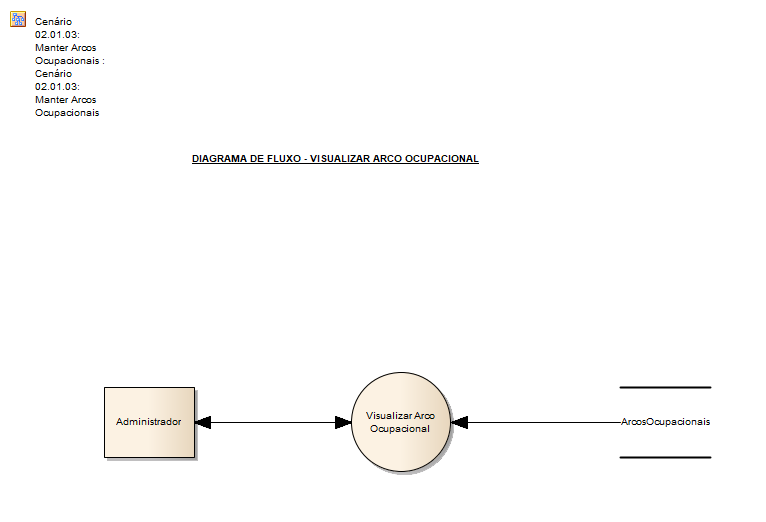 Cenário
02.01.03:
Manter Arcos
Ocupacionais :
Cenário
02.01.03:
Manter Arcos
Ocupacionais
DIAGRAMA DE FLUXO - VISUALIZAR ARCO OCUPACIONAL
Administrador
Visualizar Arco
Ocupacional
ArcosOcupacionais